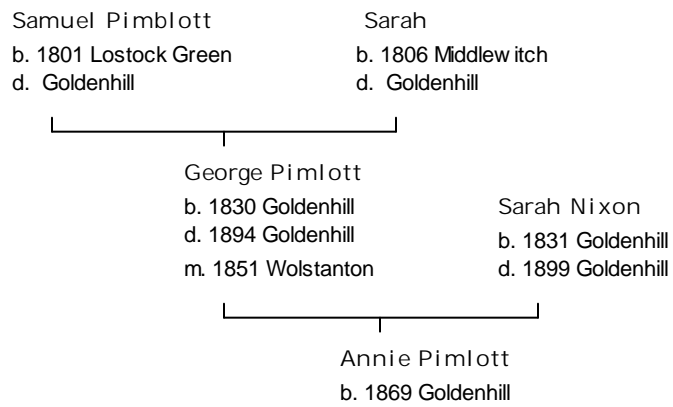 Samuel Pimblott
b. 1801 Lostock Green
d. Goldenhill
Sarah
b. 1806 Middlewitch
d. Goldenhill
George Pimlott
b. 1830 Goldenhill
d. 1894 Goldenhill
m. 1851 Wolstanton
Sarah Nixon
b. 1831 Goldenhill
d. 1899 Goldenhill
Annie Pimlott
b. 1869 Goldenhill